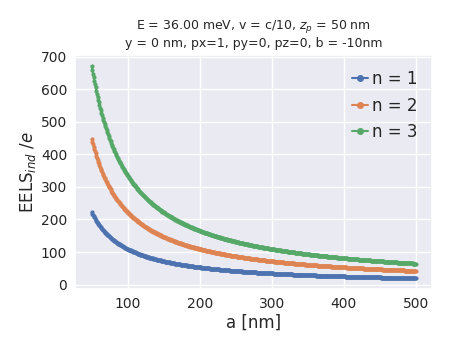 E = 36.00 meV, v = c/10, z_p = 50 nm
y = 0 nm, px=1, py=0, pz=0, b = -10nm
700
600
500
400
300
200
100
0
EELS_ind /e
n = 1
n = 2
n = 3
100 200 300 400 500
a [nm]